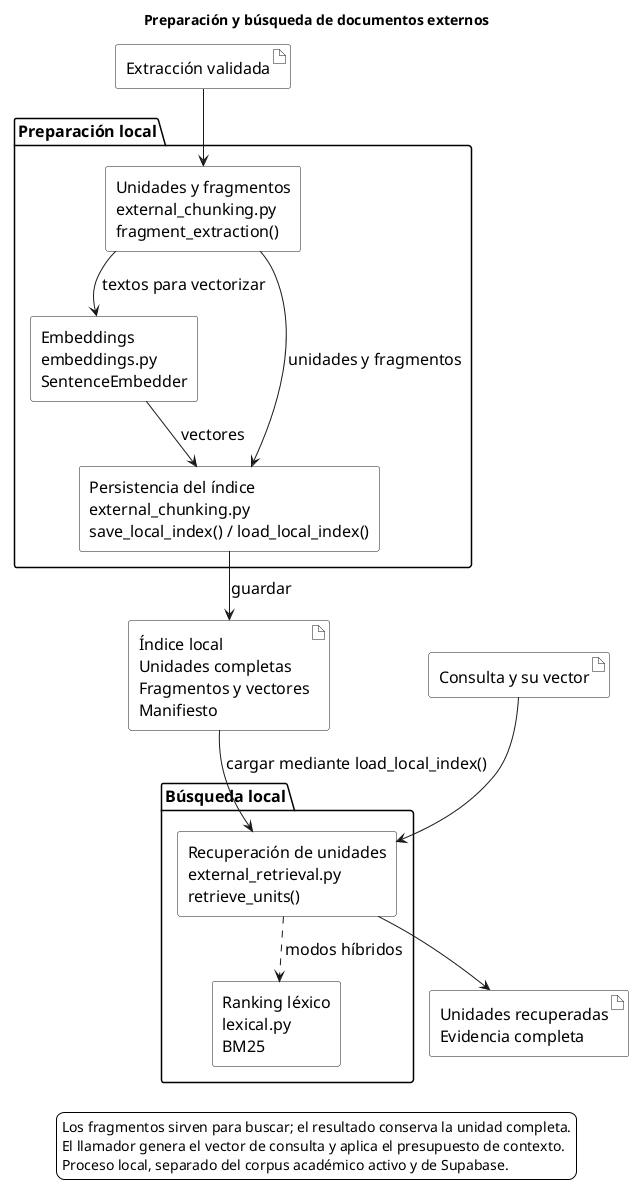 Preparación y búsqueda de documentos externos
Extracción validada
Preparación local
Unidades y fragmentos
external_chunking.py
fragment_extraction()
textos para vectorizar
Embeddings
embeddings.py
SentenceEmbedder
unidades y fragmentos
vectores
Persistencia del índice
external_chunking.py
save_local_index() / load_local_index()
guardar
Índice local
Unidades completas
Fragmentos y vectores
Manifiesto
Consulta y su vector
cargar mediante load_local_index()
Búsqueda local
Recuperación de unidades
external_retrieval.py
retrieve_units()
modos híbridos
Ranking léxico
lexical.py
BM25
Unidades recuperadas
Evidencia completa
Los fragmentos sirven para buscar; el resultado conserva la unidad completa.
El llamador genera el vector de consulta y aplica el presupuesto de contexto.
Proceso local, separado del corpus académico activo y de Supabase.